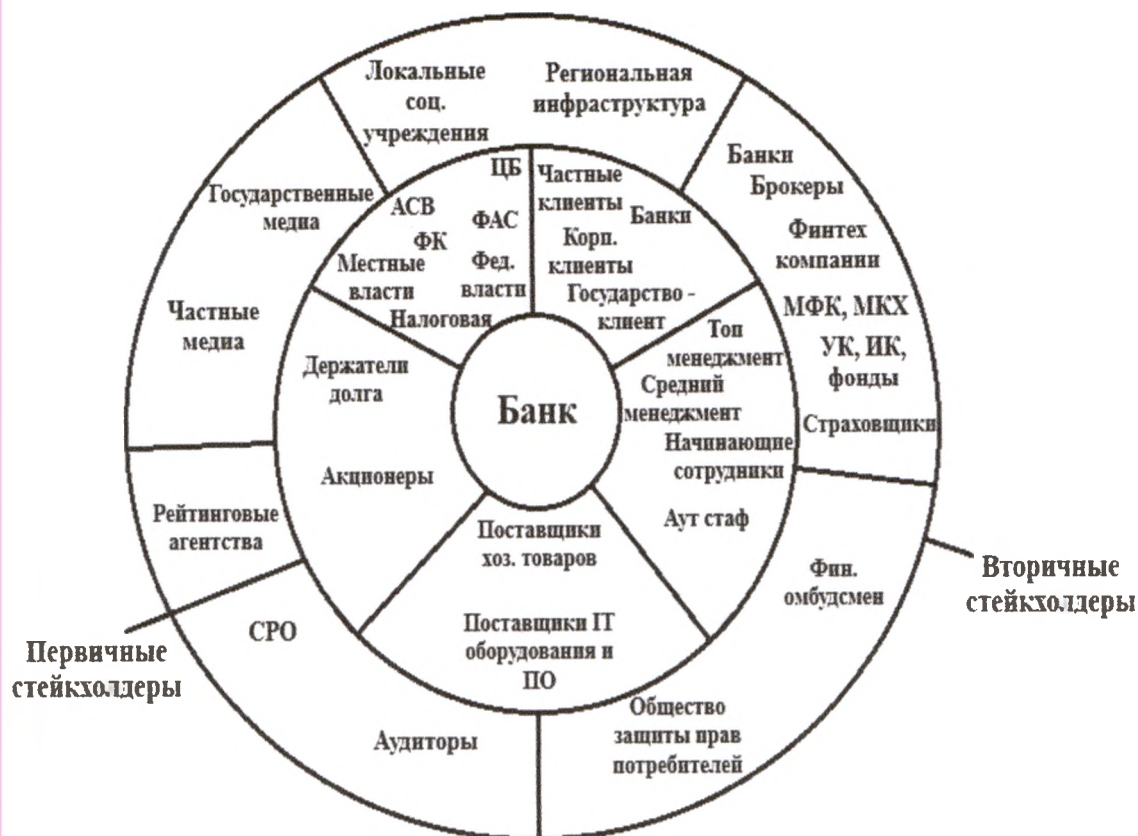 Локальные
соц.
учреждения
Региональная
инфраструктура
Государственные
медиа
Частные
медиа
Банки
Брокеры
Финтех
компании
МФК, МКХ
УК, ИК,
фонды
Страховщики
ЦБ
АСВ
ФАС
ФК
Местные
власти
Фед.
власти
Налоговая
Частные
клиенты
Банки
Корп.
клиенты
Государство -
клиент
Держатели
долга
Акционеры
Банк
Топ
менеджмент
Средний
менеджмент
Начинающие
сотрудники
Аут стаф
Поставщики
хоз. товаров
Поставщики IT
оборудования и
ПО
Рейтинговые
агентства
СРО
Аудиторы
Фин.
омбудсмен
Общество
защиты прав
потребителей
Первичные
стейкхолдеры
Вторичные
стейкхолдеры